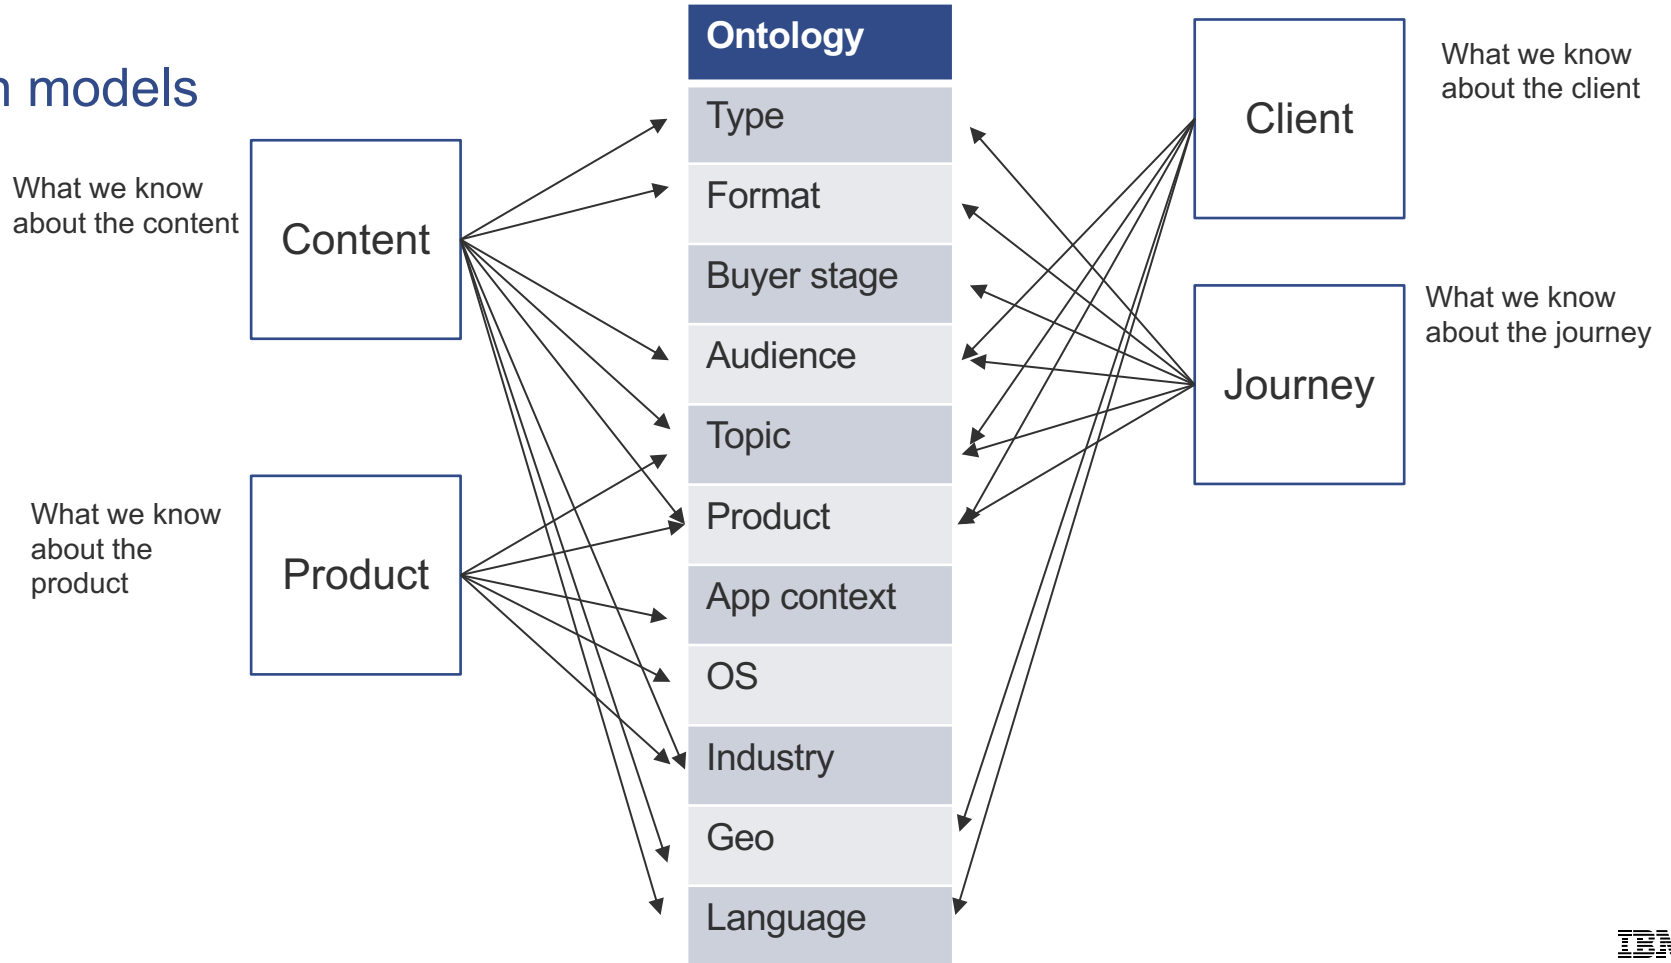 models
What we know
about the content
Content
What we know
about the
product
Product
Ontology
Type
Format
Buyer stage
Audience
Topic
Product
App context
OS
Industry
Geo
Language
Client
What we know
about the client
Journey
What we know
about the journey
IBM